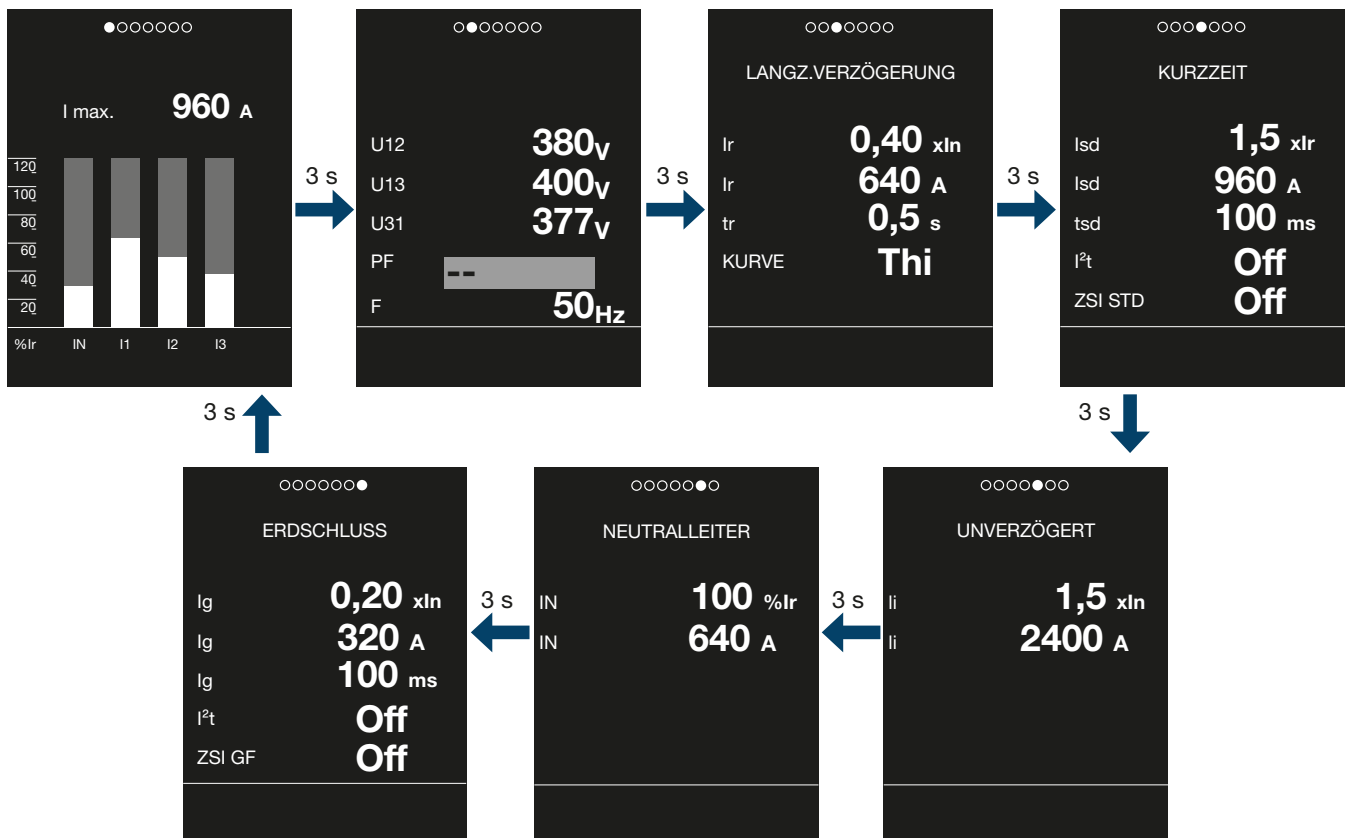 I max. 960 A
120
100
80
60
40
20
%Ir IN I1 I2 I3
3 s
U12 380V
U13 400V
U31 377V
PF --
F 50Hz
3 s
LANGZ.VERZÖGERUNG
Ir 0,40 xIn
Ir 640 A
tr 0,5 s
KURVE Thi
3 s
KURZZEIT
Isd 1,5 xIr
Isd 960 A
tsd 100 ms
I²t Off
ZSI STD Off
3 s
UNVERZÖGERT
Ii 1,5 xIn
Ii 2400 A
3 s
NEUTRALLEITER
IN 100 %Ir
IN 640 A
3 s
ERDSCHLUSS
Ig 0,20 xIn
Ig 320 A
Ig 100 ms
I²t Off
ZSI GF Off
3 s